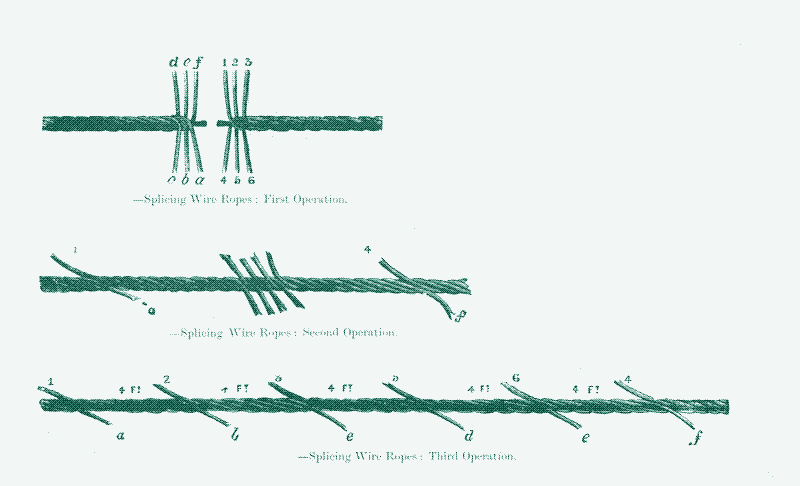 d e f 1 2 3
c b a 4 5 6
—Splicing Wire Ropes: First Operation.
1 4
a f
—Splicing Wire Ropes: Second Operation.
1 4 FT 2 4 FT 3 4 FT 5 4 FT 6 4 FT 4
a b e d e f
—Splicing Wire Ropes: Third Operation.